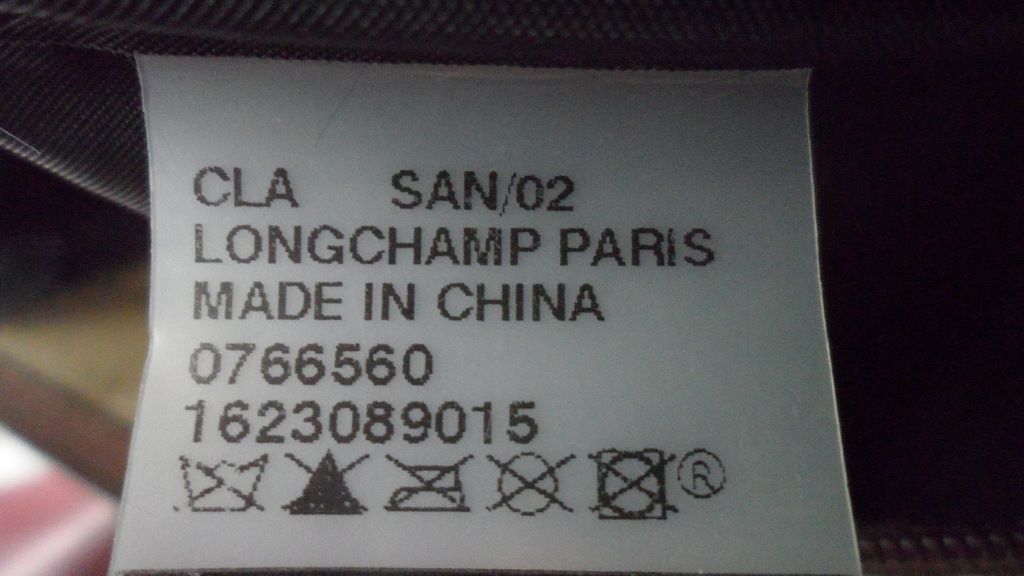 CLA SAN/02
LONGCHAMP PARIS
MADE IN CHINA
0766560
1623089015
®